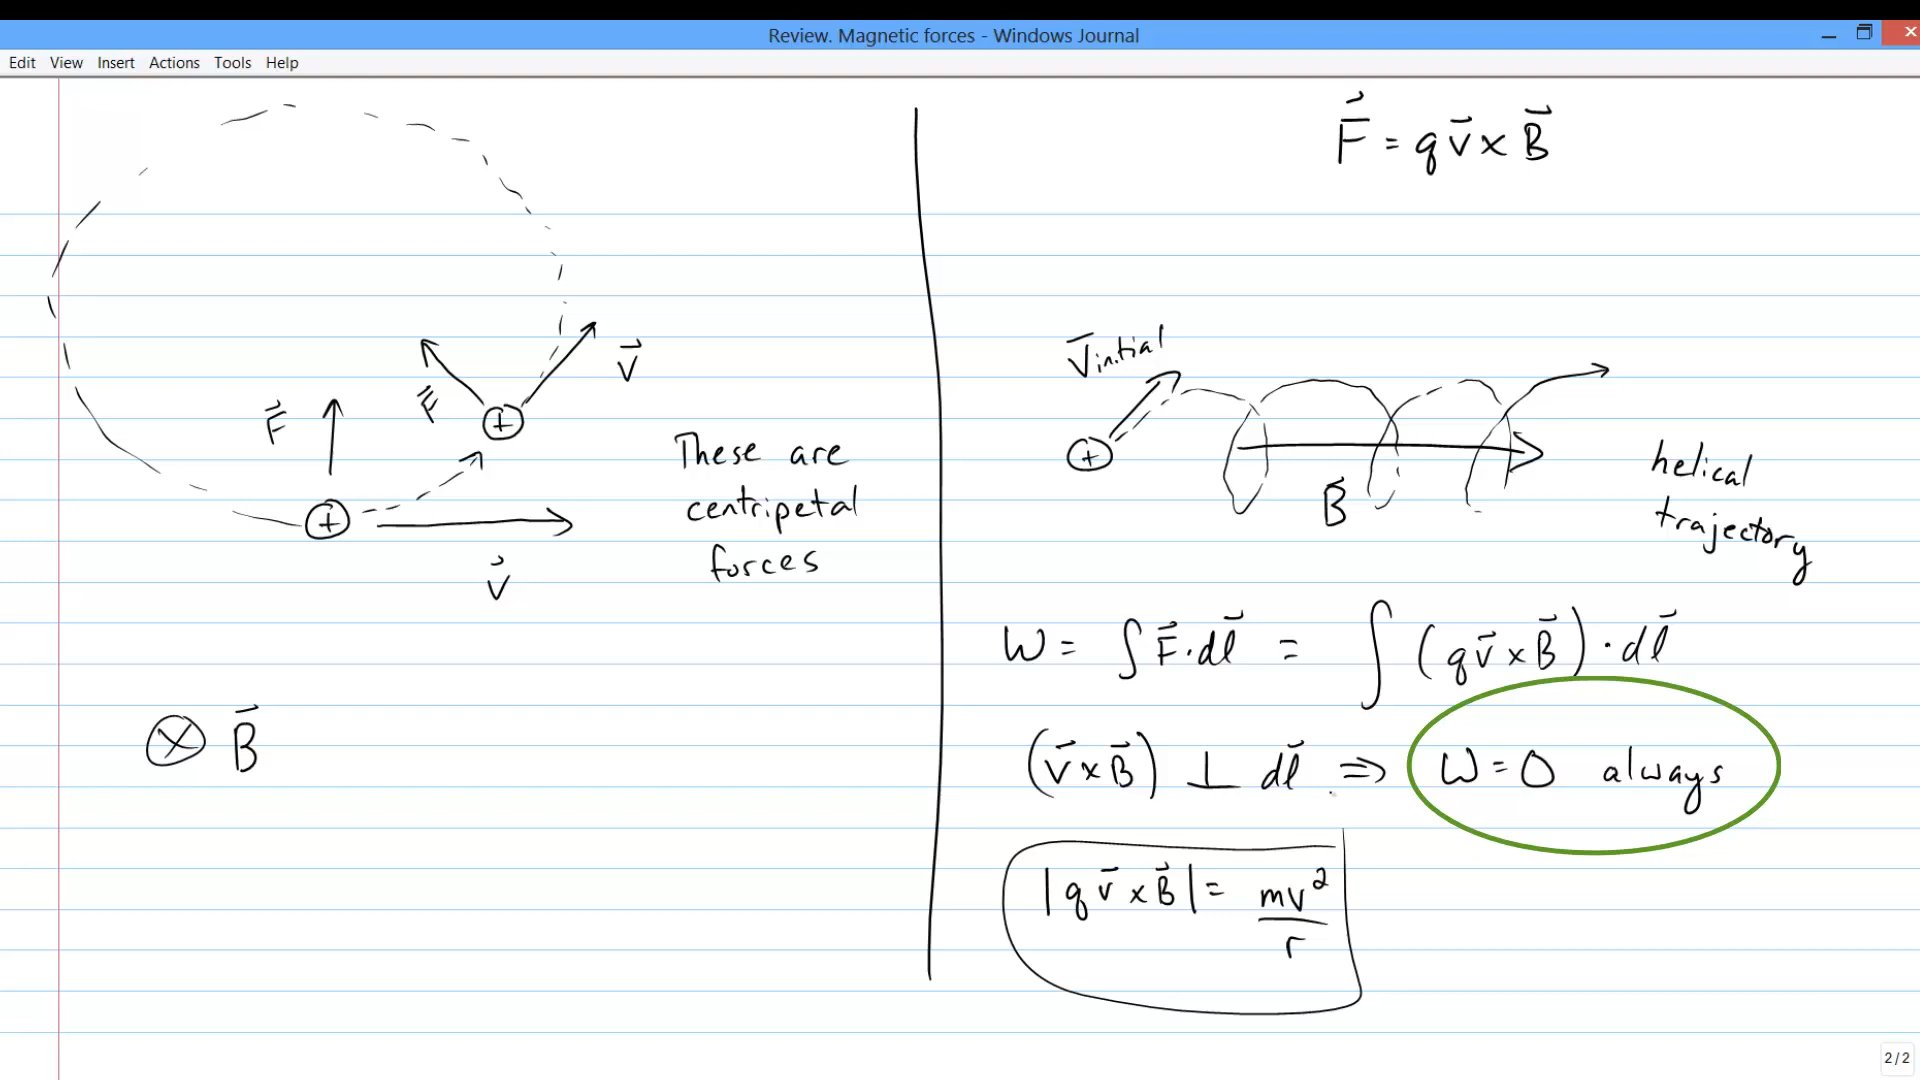 Review. Magnetic forces - Windows Journal
Edit View Insert Actions Tools Help
F⃗
F⃗
v⃗
v⃗
These are
centripetal
forces
⊗ B⃗
F⃗ = qv⃗ × B⃗
v⃗ initial
B⃗
helical
trajectory
W = ∫ F⃗ · dl⃗ = ∫ (qv⃗ × B⃗) · dl⃗
(v⃗ × B⃗) ⊥ dl⃗ ⇒ W = 0 always
|qv⃗ × B⃗| = mv²/r
2/2